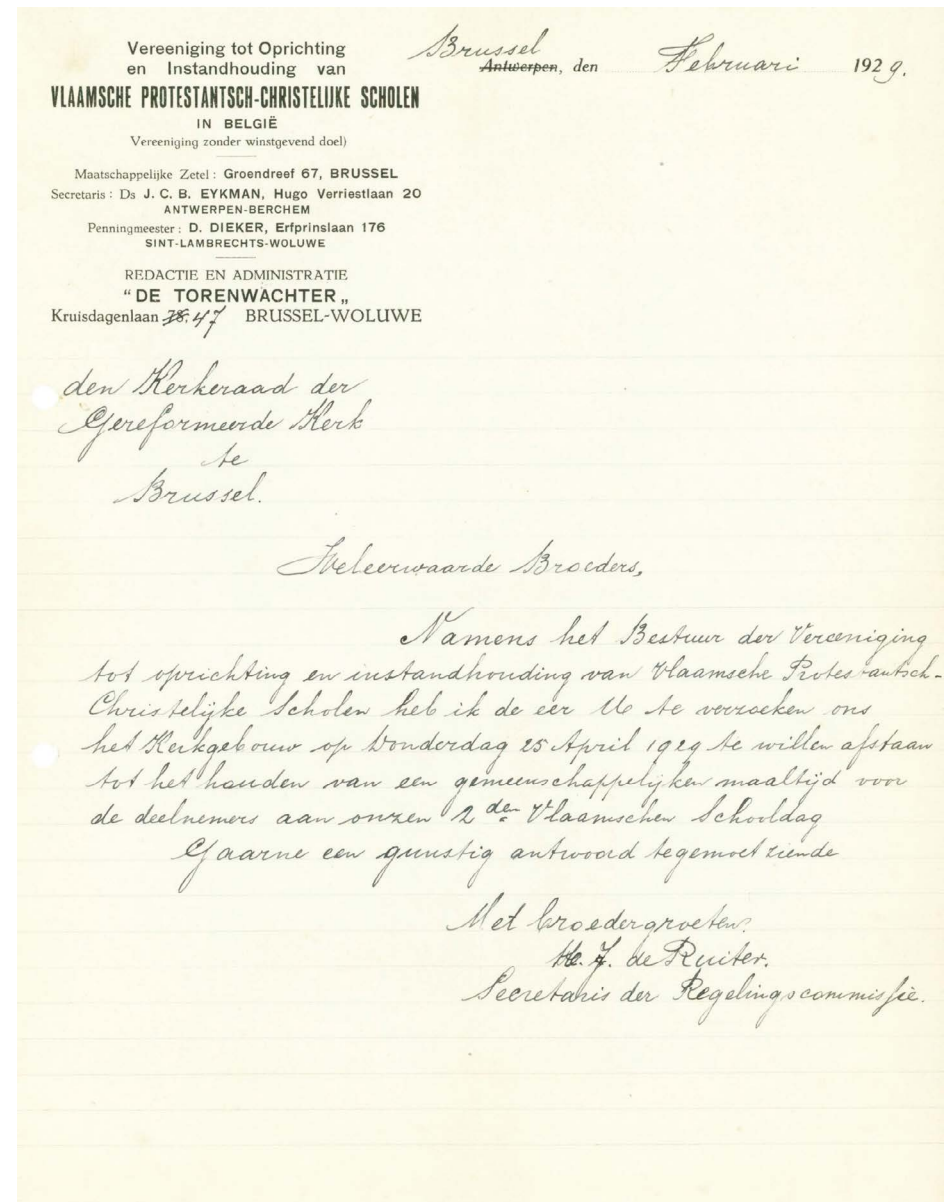 Vereeniging tot Oprichting
en Instandhouding van
VLAAMSCHE PROTESTANTSCH-CHRISTELIJKE SCHOLEN
IN BELGIË
Vereeniging zonder winstgevend doel)
Maatschappelijke Zetel : Groendreef 67, BRUSSEL
Secretaris : Ds J. C. B. EYKMAN, Hugo Verriestlaan 20
ANTWERPEN-BERCHEM
Penningmeester : D. DIEKER, Erfprinslaan 176
SINT-LAMBRECHTS-WOLUWE
REDACTIE EN ADMINISTRATIE
"DE TORENWACHTER„
Kruisdagenlaan 47 BRUSSEL-WOLUWE
Brussel
Antwerpen, den Februari 1929.
den Kerkeraad der
Gereformeerde Kerk
te
Brussel.
Weleerwaarde Broeders,
Namens het Bestuur der Vereeniging
tot oprichting en instandhouding van Vlaamsche Protestantsch-
Christelijke Scholen heb ik de eer U te verzoeken ons
het Kerkgebouw op Donderdag 25 April 1929 te willen afstaan
tot het houden van een gemeenschappelijken maaltijd voor
de deelnemers aan onzen 2den Vlaamschen Schooldag
Gaarne een gunstig antwoord tegemoet ziende
Met broedergroeten.
J. de Ruiter.
Secretaris der Regelingscommissie.